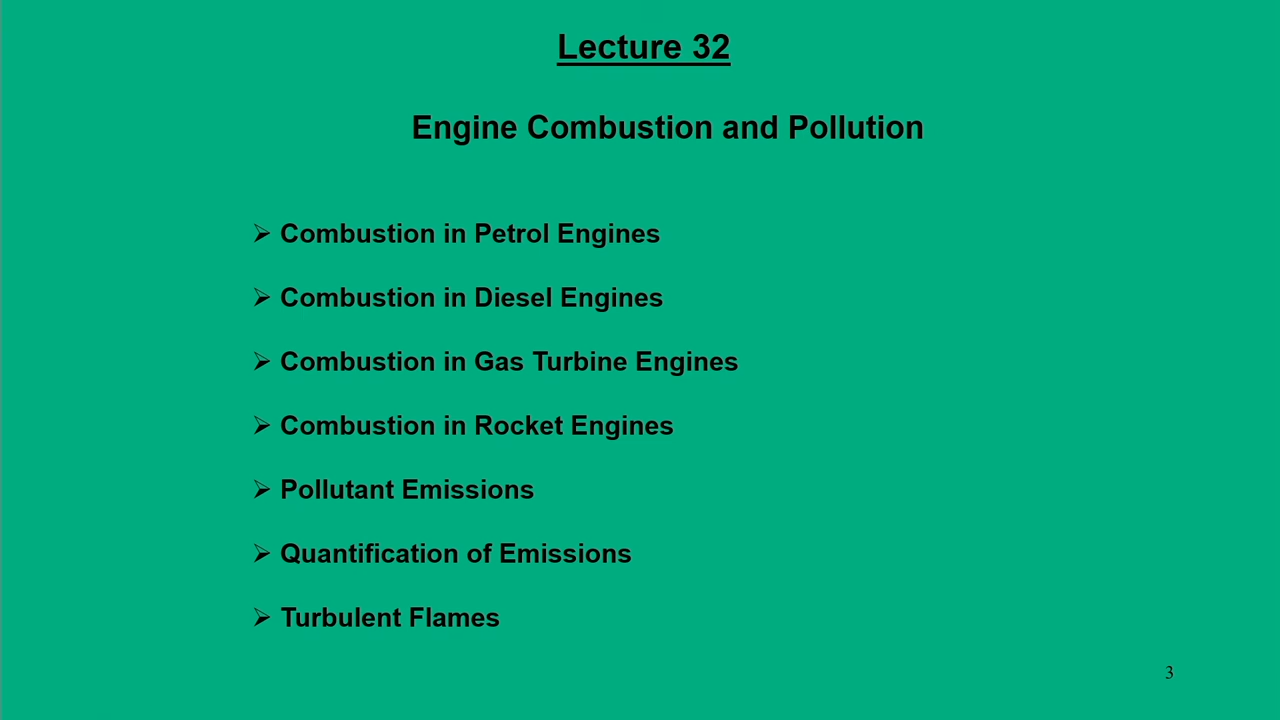 Lecture 32
Engine Combustion and Pollution
➢ Combustion in Petrol Engines
➢ Combustion in Diesel Engines
➢ Combustion in Gas Turbine Engines
➢ Combustion in Rocket Engines
➢ Pollutant Emissions
➢ Quantification of Emissions
➢ Turbulent Flames
3